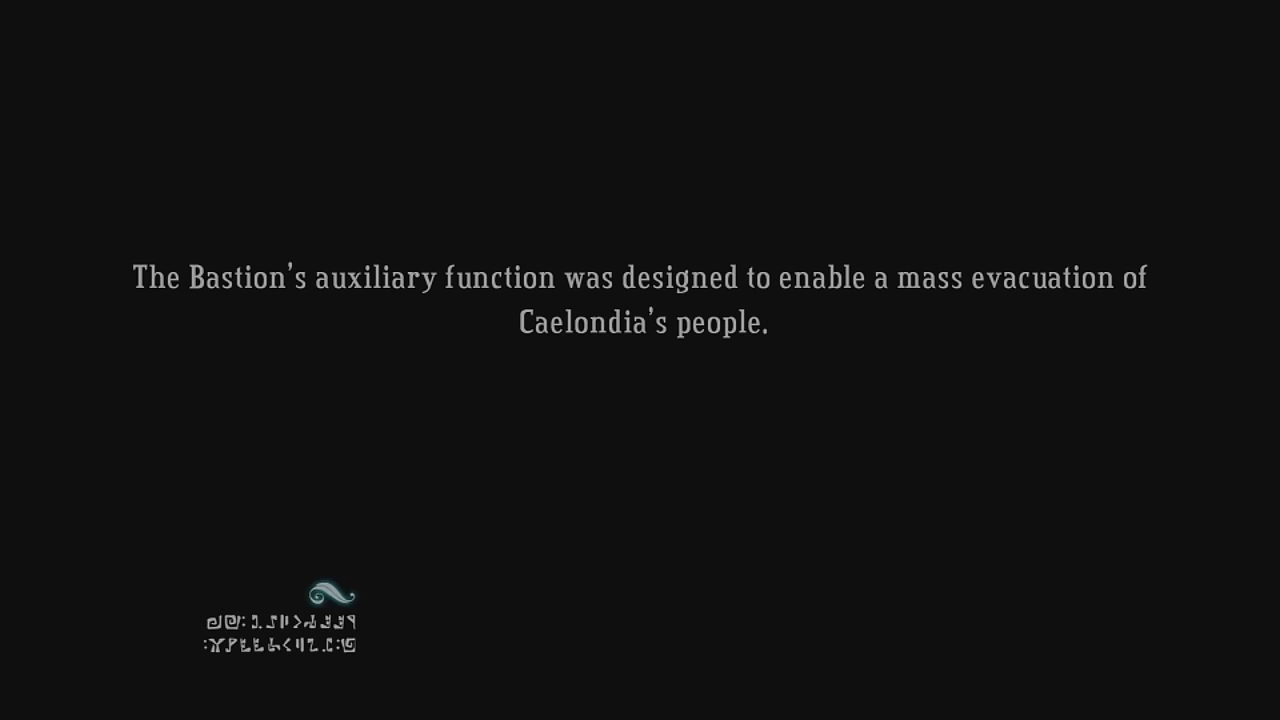 The Bastion's auxiliary function was designed to enable a mass evacuation of
Caelondia's people.